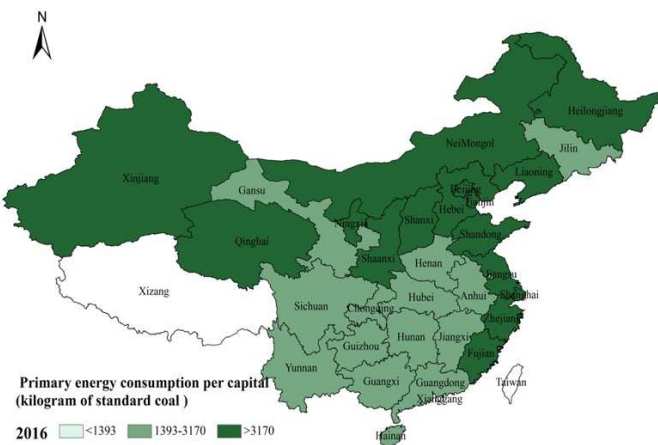 N
Heilongjiang
Jilin
NeiMongol
Liaoning
Xinjiang
Gansu
Beijing
Tianjin
Hebei
Ningxia
Shanxi
Shandong
Qinghai
Shaanxi
Henan
Jiangsu
Xizang
Anhui
Shanghai
Sichuan
Hubei
Chongqing
Zhejiang
Hunan
Jiangxi
Guizhou
Fujian
Yunnan
Guangxi
Guangdong
Taiwan
Xianggang
Hainan
Primary energy consumption per capital
(kilogram of standard coal )
2016 <1393 1393-3170 >3170